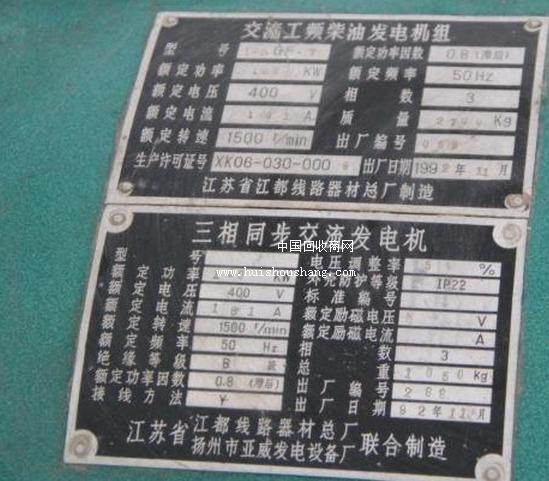 交流工频柴油发电机组
型 号 GF 额定功率因数 0.8(滞后)
额定功率 KW 额定频率 50Hz
额定电压 400 V 相 数 3
额定电流 181A 质 量 Kg
额定转速 1500 r/min 出厂编号
生产许可证号 XK06-030-000 出厂日期 1992年11月
江苏省江都线路器材总厂制造
三相同步交流发电机
型 号 电压调整率 %
额定功率 KW 外壳防护等级 IP22
额定电压 400 V 标准编号
额定电流 181A 额定励磁电压 V
额定转速 1500 r/min 额定励磁电流 A
额定频率 50 Hz 相 数 3
绝缘等级 B 级 总 重 1050kg
额定功率因数 0.8(滞后) 出厂编号 288
接线方法 Y 出厂日期 92年11月
江苏省 江都线路器材总厂
扬州市亚威发电设备厂 联合制造
中国回收商网
www.huishoushang.com